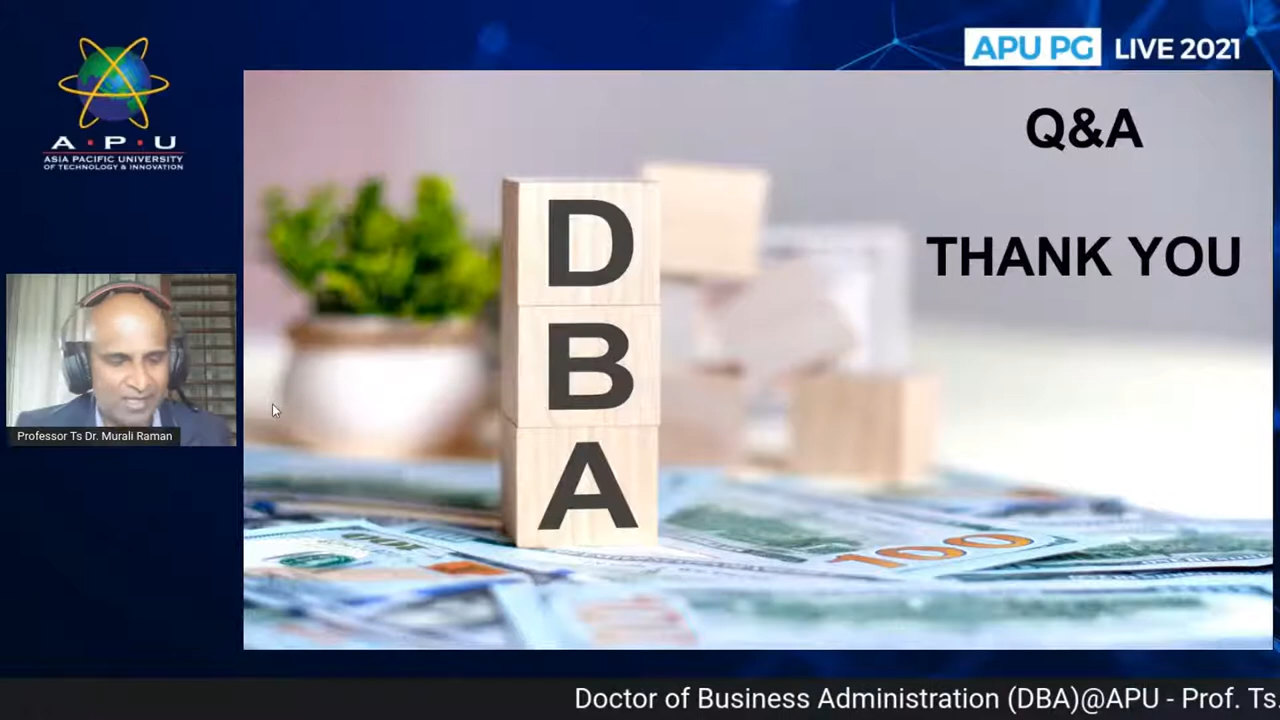 A·P·U
ASIA PACIFIC UNIVERSITY
OF TECHNOLOGY & INNOVATION
APU PG LIVE 2021
Q&A
THANK YOU
D
B
A
100
Professor Ts Dr. Murali Raman
Doctor of Business Administration (DBA)@APU - Prof. Ts.